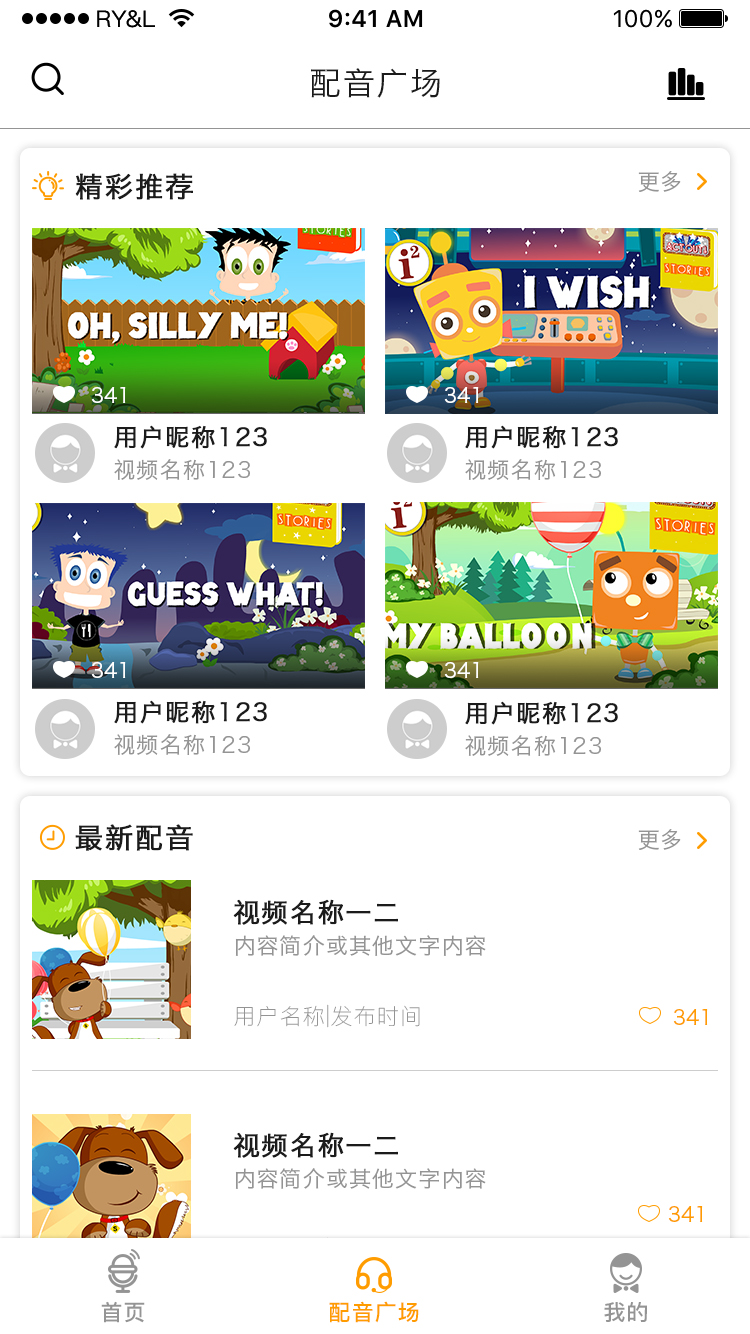 RY&L 9:41 AM 100%
配音广场
精彩推荐 更多
STORIES
OH, SILLY ME!
341
i²
STORIES
I WISH
341
用户昵称123
视频名称123
用户昵称123
视频名称123
STORIES
GUESS WHAT!
341
i²
STORIES
MY BALLOON
341
用户昵称123
视频名称123
用户昵称123
视频名称123
最新配音 更多
视频名称一二
内容简介或其他文字内容
用户名称|发布时间 341
视频名称一二
内容简介或其他文字内容
341
首页 配音广场 我的